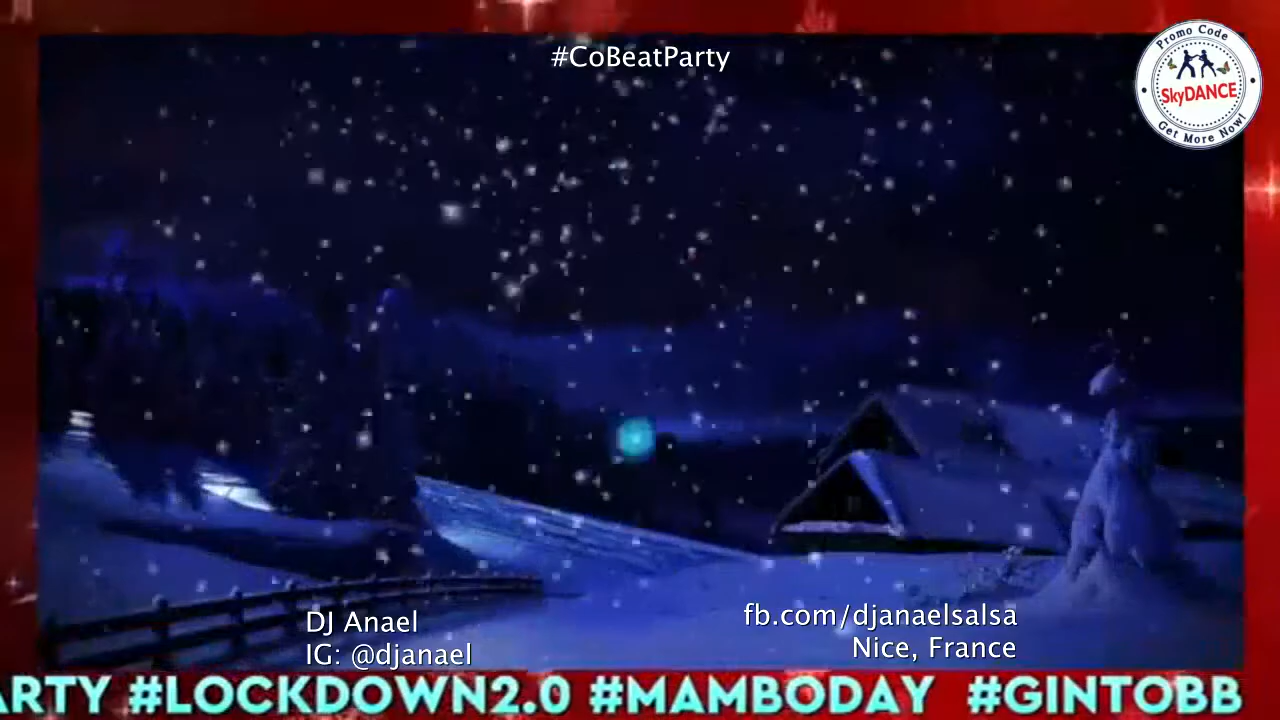 #CoBeatParty
Promo Code
SkyDANCE
Get More Now!
DJ Anael
IG: @djanael
fb.com/djanaelsalsa
Nice, France
ARTY #LOCKDOWN2.0 #MAMBODAY #GINTOBB